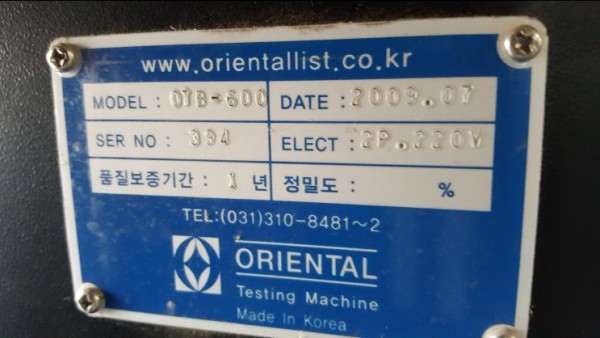 www.orientallist.co.kr
MODEL : OTB-600 DATE : 2009.07
SER NO : 394 ELECT : 2P.220V
품질보증기간 : 1 년 정밀도 : %
TEL:(031)310-8481~2
ORIENTAL
Testing Machine
Made In Korea